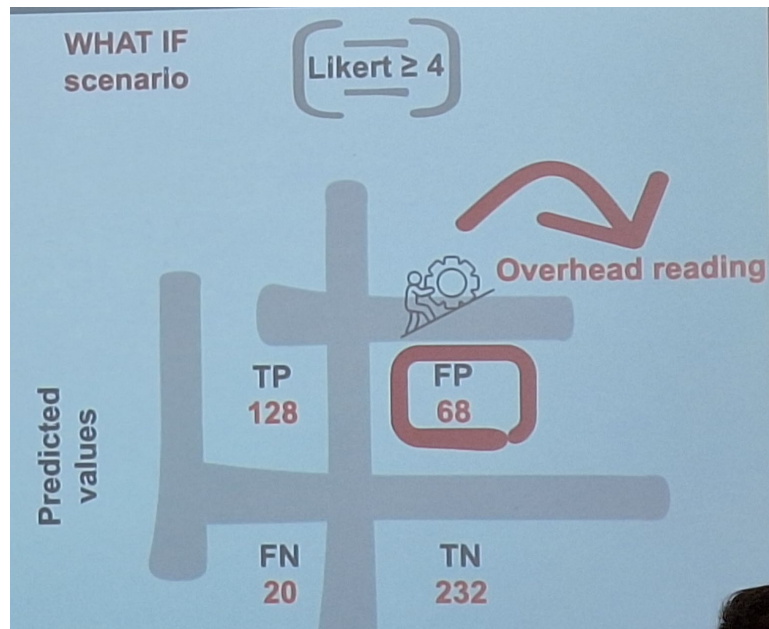 WHAT IF
scenario
Likert ≥ 4
Overhead reading
Predicted
values
TP
128
FP
68
FN
20
TN
232